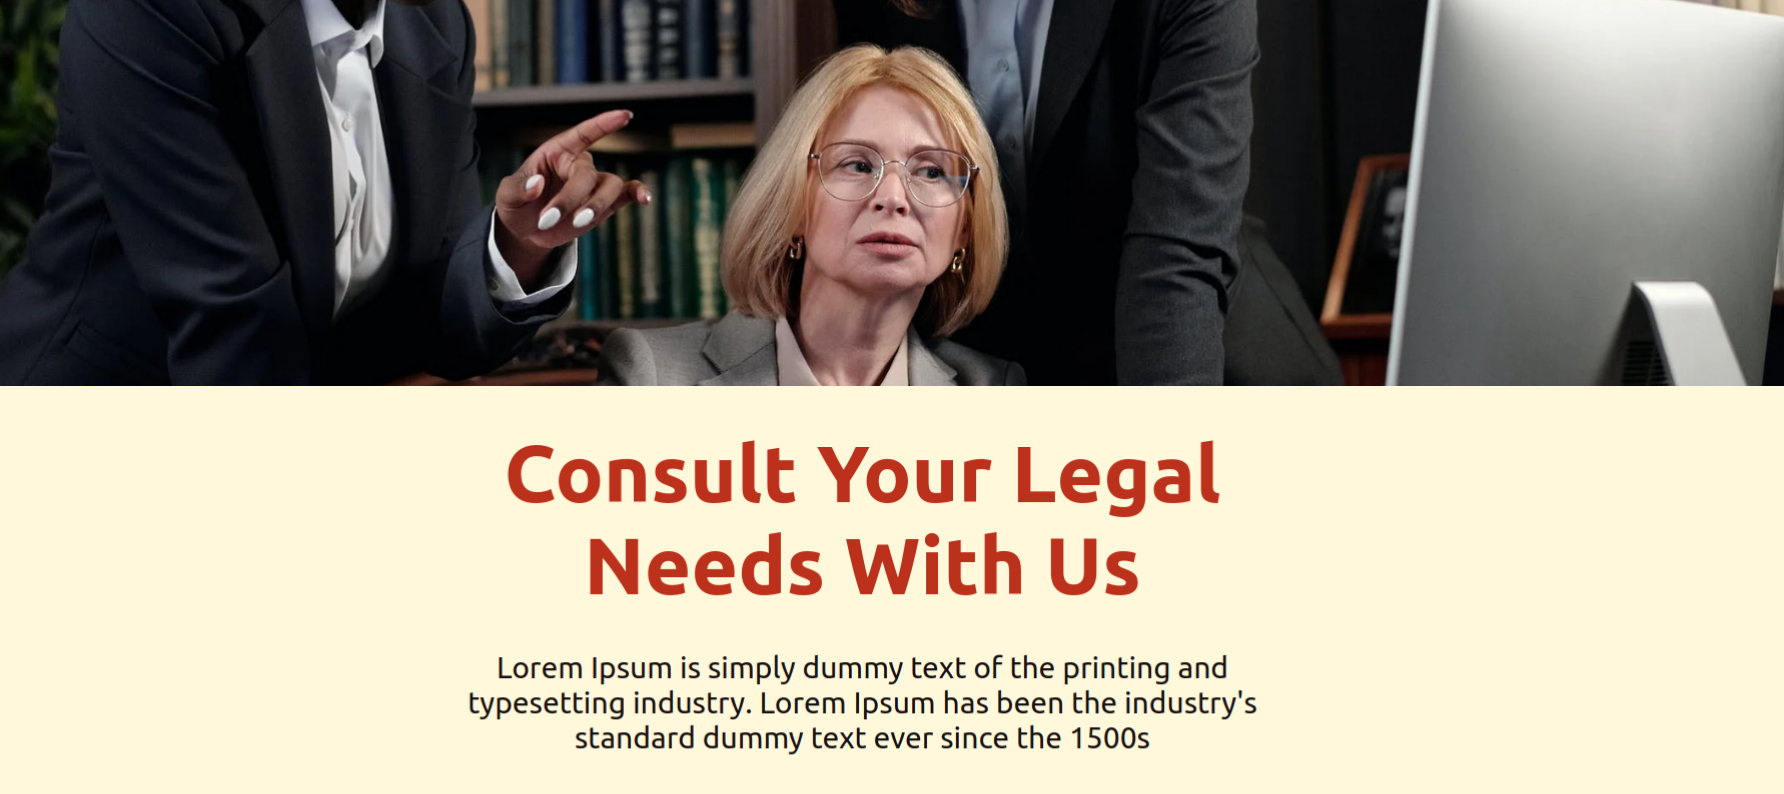 Consult Your Legal
Needs With Us
Lorem Ipsum is simply dummy text of the printing and
typesetting industry. Lorem Ipsum has been the industry's
standard dummy text ever since the 1500s